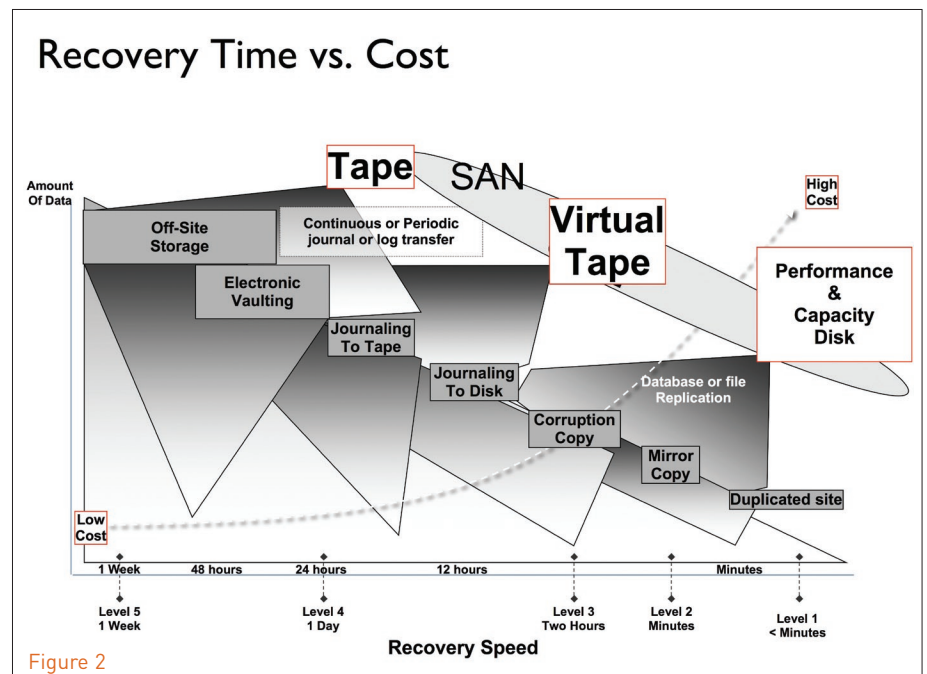 Recovery Time vs. Cost
Amount
Of Data
Tape
SAN
High
Cost
Off-Site
Storage
Continuous or Periodic
journal or log transfer
Virtual
Tape
Electronic
Vaulting
Performance
&
Capacity
Disk
Journaling
To Tape
Journaling
To Disk
Database or file
Replication
Corruption
Copy
Mirror
Copy
Duplicated site
Low
Cost
1 Week
48 hours
24 hours
12 hours
Minutes
Level 5
1 Week
Level 4
1 Day
Level 3
Two Hours
Level 2
Minutes
Level 1
< Minutes
Recovery Speed
Figure 2